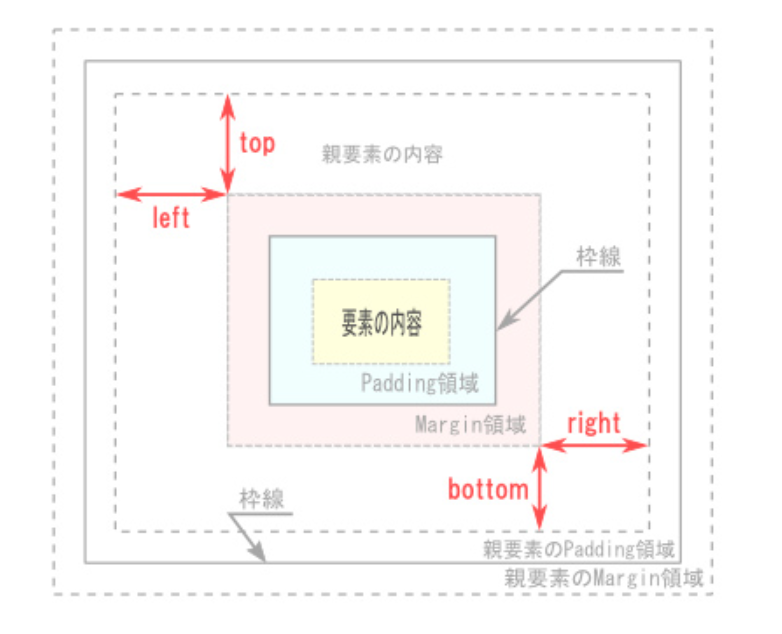 top
親要素の内容
left
枠線
要素の内容
Padding領域
Margin領域
right
bottom
枠線
親要素のPadding領域
親要素のMargin領域